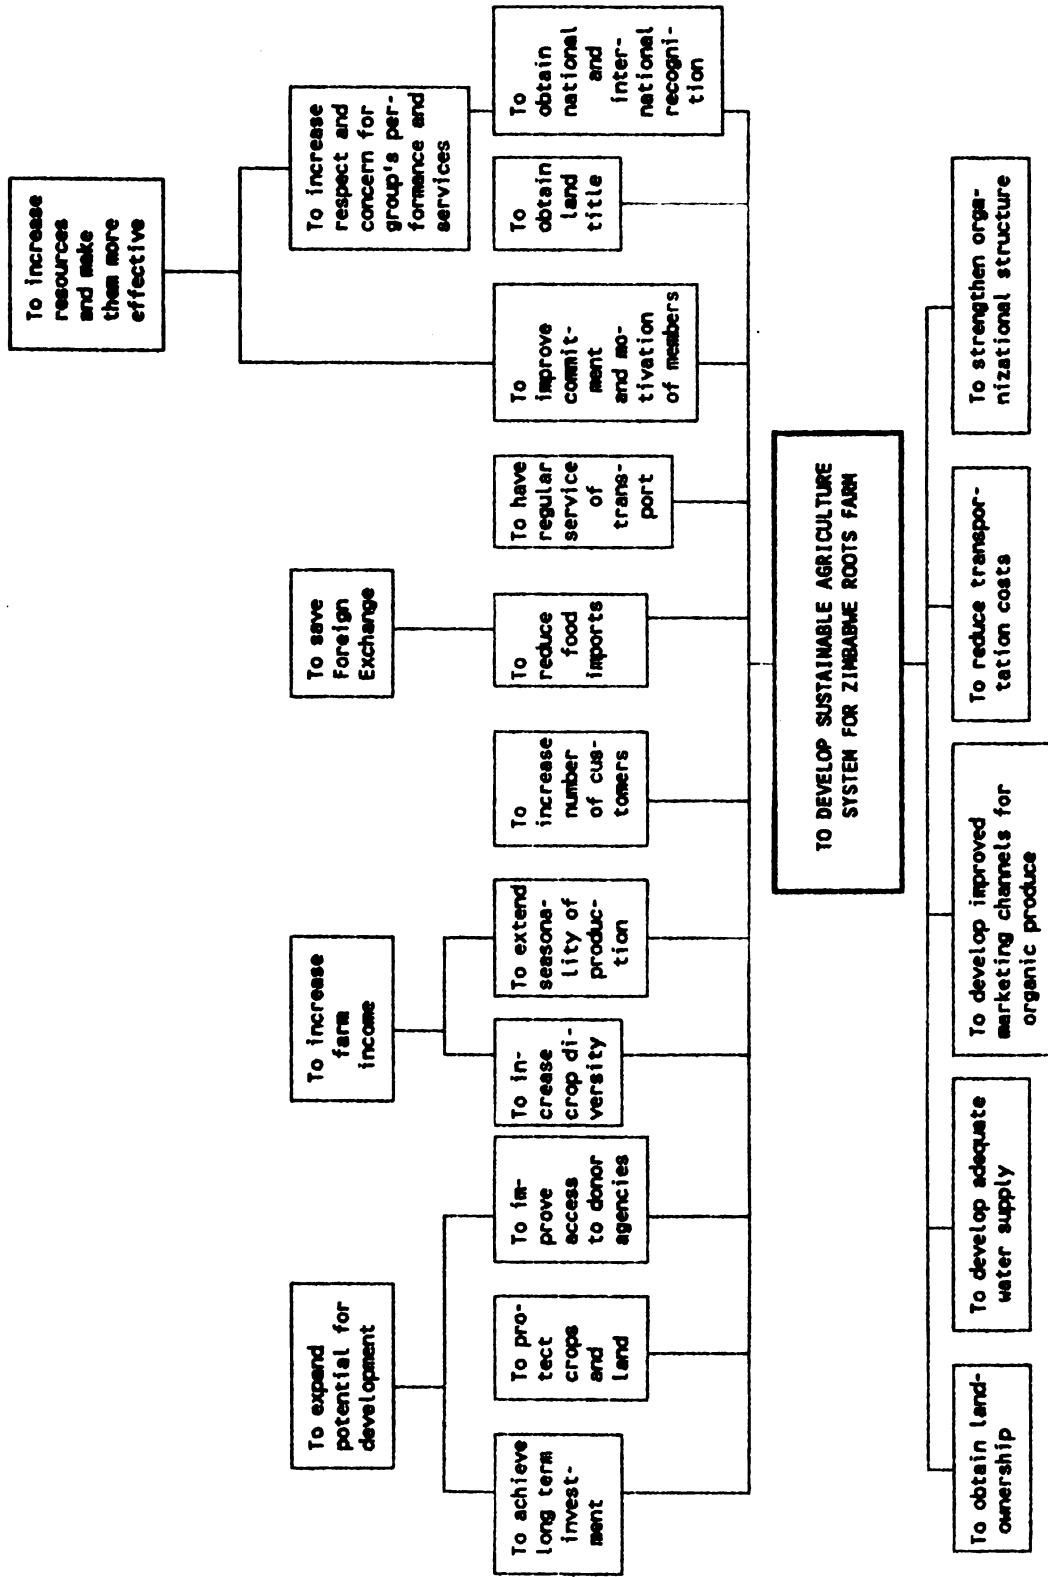 To increase
resources
and make
them more
effective
To expand
potential for
development
To increase
farm
income
To save
Foreign
Exchange
To increase
respect and
concern for
group's per-
formance and
services
To achieve
long term
invest-
ment
To pro-
tect
crops
and
land
To im-
prove
access
to donor
agencies
To in-
crease
crop di-
versity
To extend
seasona-
lity of
produc-
tion
To
increase
number
of cus-
tomers
To
reduce
food
imports
To have
regular
service
of
trans-
port
To
improve
commit-
ment
and mo-
tivation
of members
To
obtain
land
title
To
obtain
national
and
inter-
national
recogni-
tion
TO DEVELOP SUSTAINABLE AGRICULTURE
SYSTEM FOR ZIMBABWE ROOTS FARM
To obtain land-
ownership
To develop adequate
water supply
To develop improved
marketing channels for
organic produce
To reduce transpor-
tation costs
To strengthen orga-
nizational structure